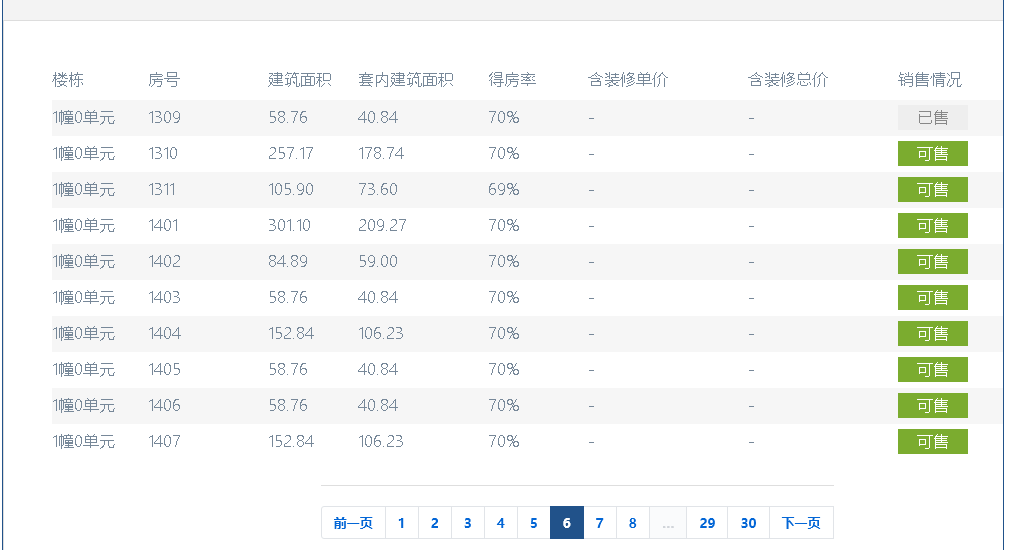 楼栋 房号 建筑面积 套内建筑面积 得房率 含装修单价 含装修总价 销售情况
1幢0单元 1309 58.76 40.84 70% - - 已售
1幢0单元 1310 257.17 178.74 70% - - 可售
1幢0单元 1311 105.90 73.60 69% - - 可售
1幢0单元 1401 301.10 209.27 70% - - 可售
1幢0单元 1402 84.89 59.00 70% - - 可售
1幢0单元 1403 58.76 40.84 70% - - 可售
1幢0单元 1404 152.84 106.23 70% - - 可售
1幢0单元 1405 58.76 40.84 70% - - 可售
1幢0单元 1406 58.76 40.84 70% - - 可售
1幢0单元 1407 152.84 106.23 70% - - 可售
前一页 1 2 3 4 5 6 7 8 ... 29 30 下一页